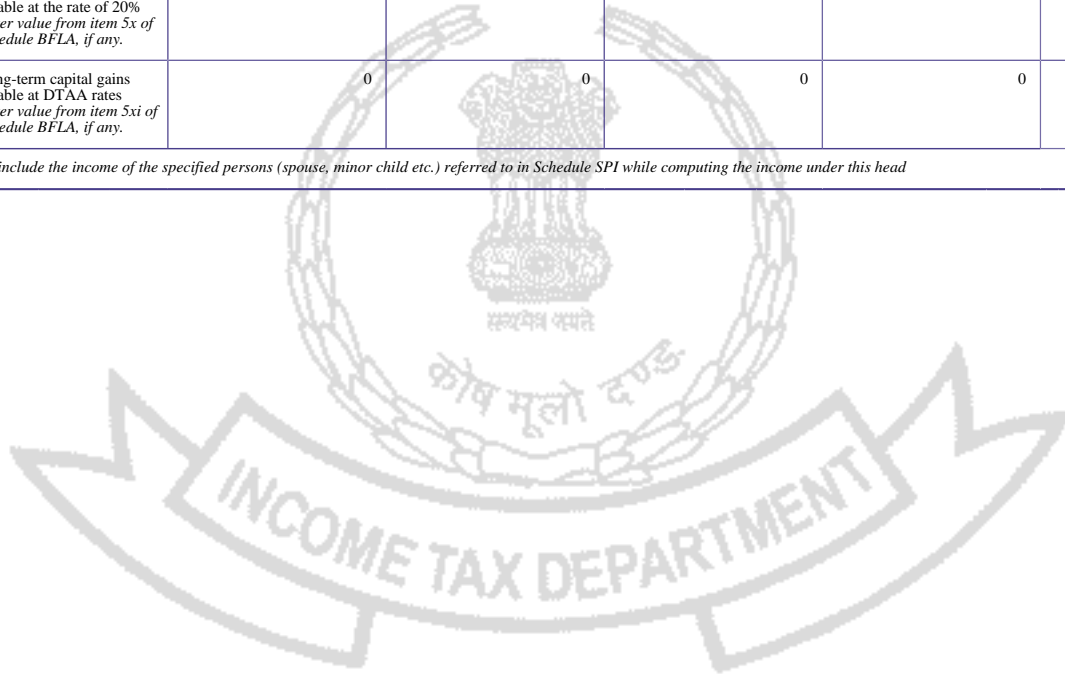 able at the rate of 20%
er value from item 5x of
edule BFLA, if any.
ng-term capital gains 0 0 0 0
able at DTAA rates
er value from item 5xi of
edule BFLA, if any.
include the income of the specified persons (spouse, minor child etc.) referred to in Schedule SPI while computing the income under this head
सत्यमेव जयते
कोष मूलो दण्ड
INCOME TAX DEPARTMENT